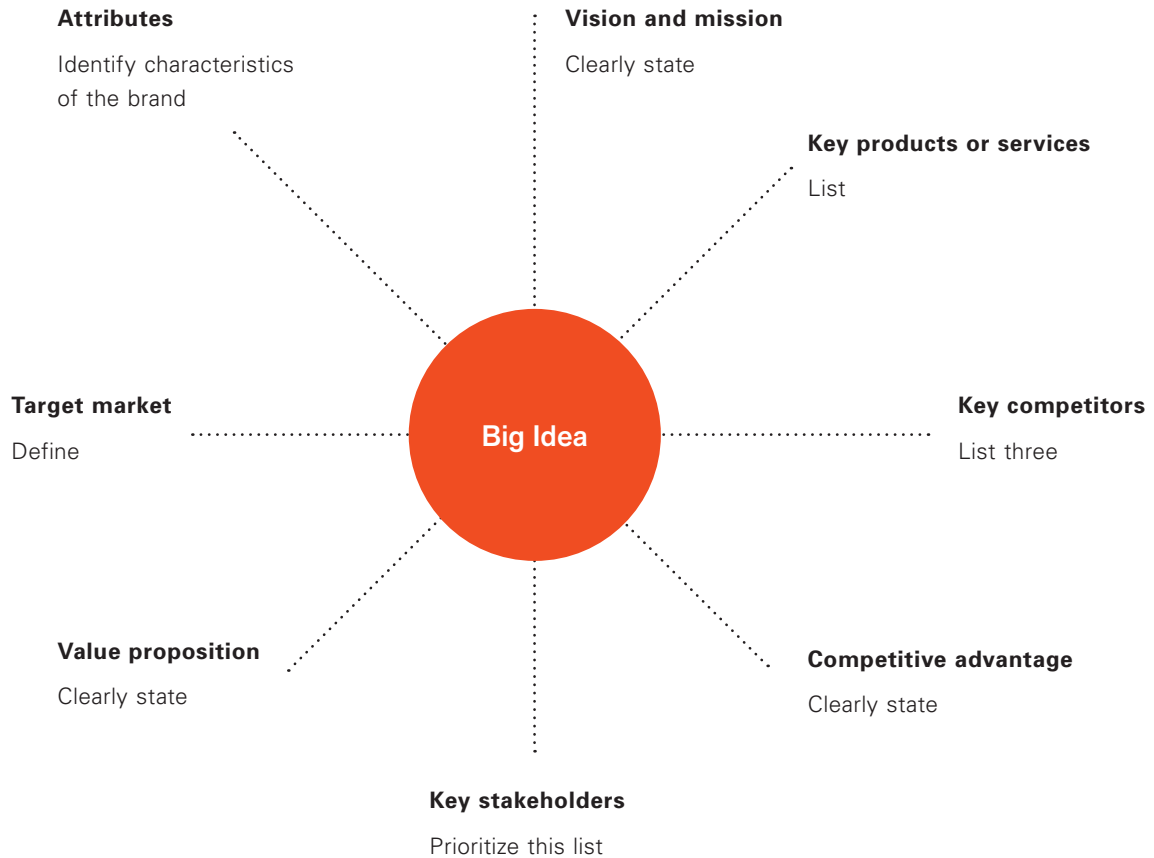 Attributes
Identify characteristics
of the brand
Vision and mission
Clearly state
Key products or services
List
Target market
Define
Big Idea
Key competitors
List three
Value proposition
Clearly state
Competitive advantage
Clearly state
Key stakeholders
Prioritize this list